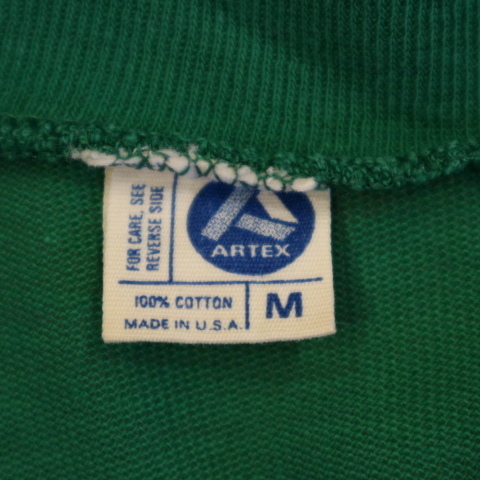 FOR CARE, SEE
REVERSE SIDE
ARTEX
100% COTTON
MADE IN U.S.A.
M